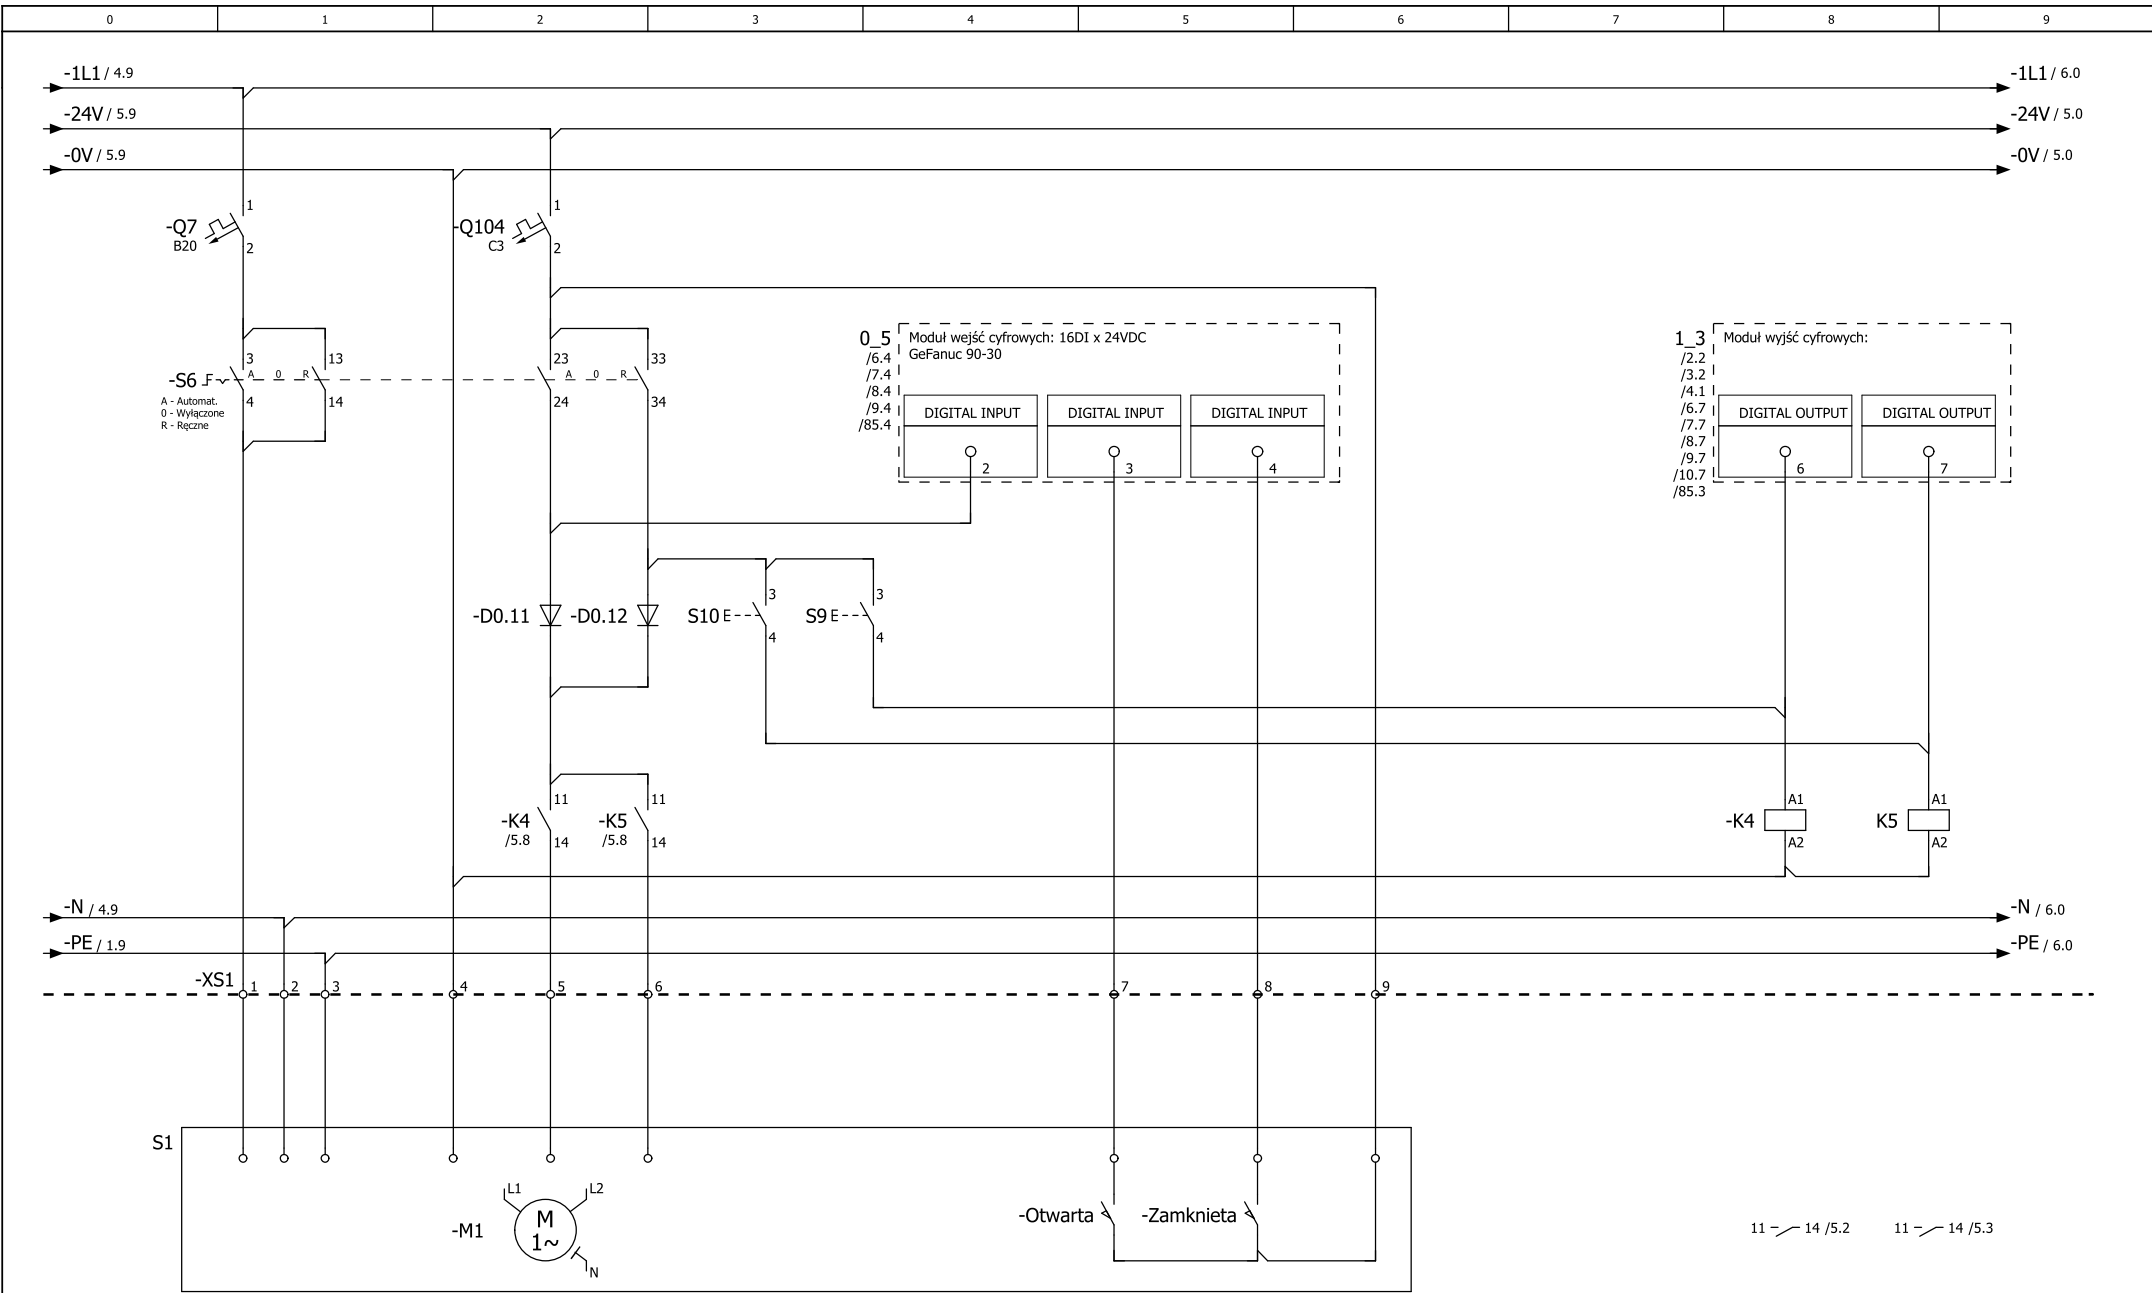 0 1 2 3 4 5 6 7 8 9
-1L1 / 4.9 -1L1 / 6.0
-24V / 5.9 -24V / 5.0
-0V / 5.9 -0V / 5.0
1 1
-Q7 -Q104
B20 C3
2 2
0_5 Moduł wejść cyfrowych: 16DI x 24VDC
GeFanuc 90-30
/6.4
/7.4
/8.4
/9.4
/85.4
1_3 Moduł wyjść cyfrowych:
/2.2
/3.2
/4.1
/6.7
/7.7
/8.7
/9.7
/10.7
/85.3
3 13 23 33
-S6 A 0 R A 0 R
4 14 24 34
A - Automat.
0 - Wyłączone
R - Ręczne
DIGITAL INPUT DIGITAL INPUT DIGITAL INPUT DIGITAL OUTPUT DIGITAL OUTPUT
2 3 4 6 7
3 3
-D0.11 -D0.12 S10 S9
4 4
11 11 A1 A1
-K4 -K5 -K4 K5
/5.8 /5.8
14 14 A2 A2
-N / 4.9 -N / 6.0
-PE / 1.9 -PE / 6.0
-XS1 1 2 3 4 5 6 7 8 9
S1
L1 L2
-M1 M
1~
N
-Otwarta -Zamknieta
11 14 /5.2 11 14 /5.3